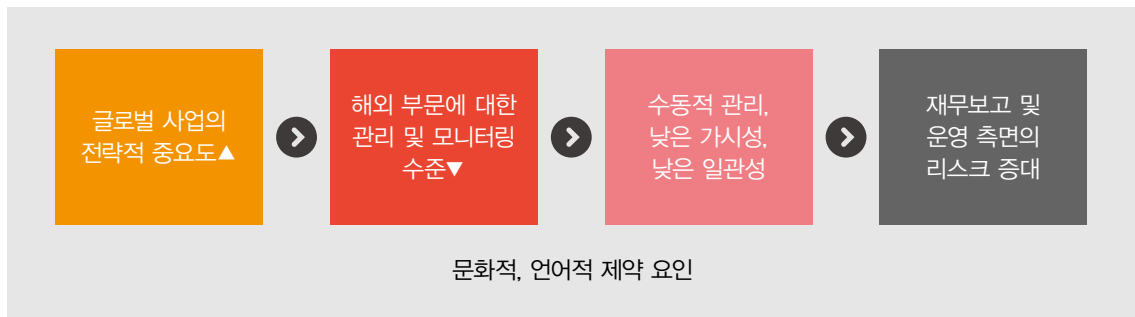 글로벌 사업의
전략적 중요도▲
해외 부문에 대한
관리 및 모니터링
수준▼
수동적 관리,
낮은 가시성,
낮은 일관성
재무보고 및
운영 측면의
리스크 증대
문화적, 언어적 제약 요인